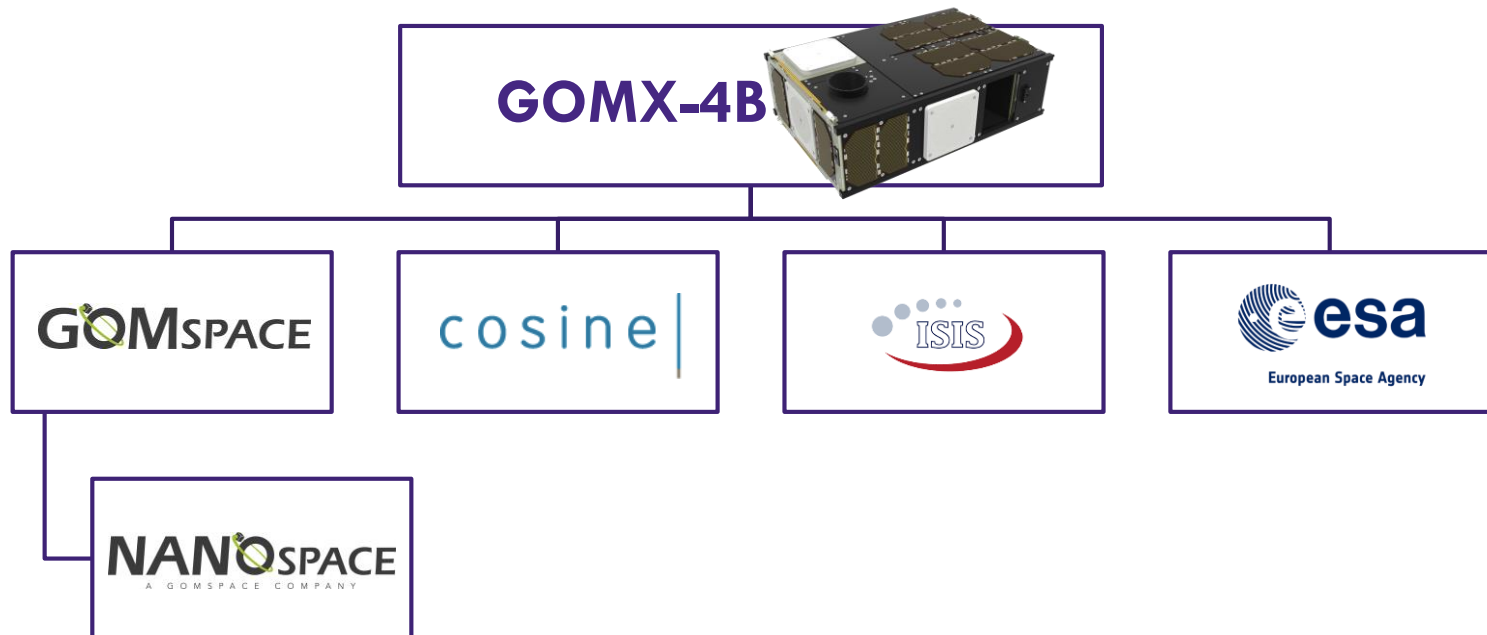 GOMX-4B
GOMSPACE
cosine
ISIS
esa
European Space Agency
NANOSPACE
A GOMSPACE COMPANY